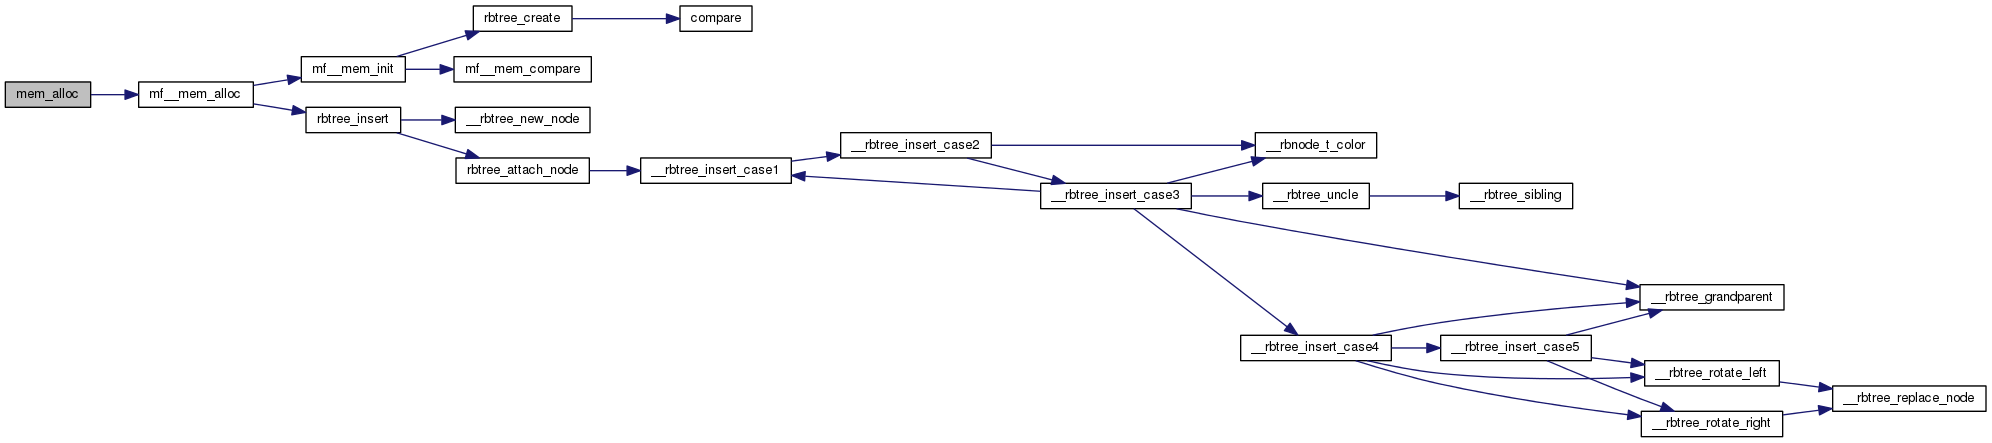 rbtree_create
compare
mf__mem_init
mf__mem_compare
mem_alloc
mf__mem_alloc
rbtree_insert
__rbtree_new_node
__rbtree_insert_case2
__rbnode_t_color
rbtree_attach_node
__rbtree_insert_case1
__rbtree_insert_case3
__rbtree_uncle
__rbtree_sibling
__rbtree_grandparent
__rbtree_insert_case4
__rbtree_insert_case5
__rbtree_rotate_left
__rbtree_replace_node
__rbtree_rotate_right